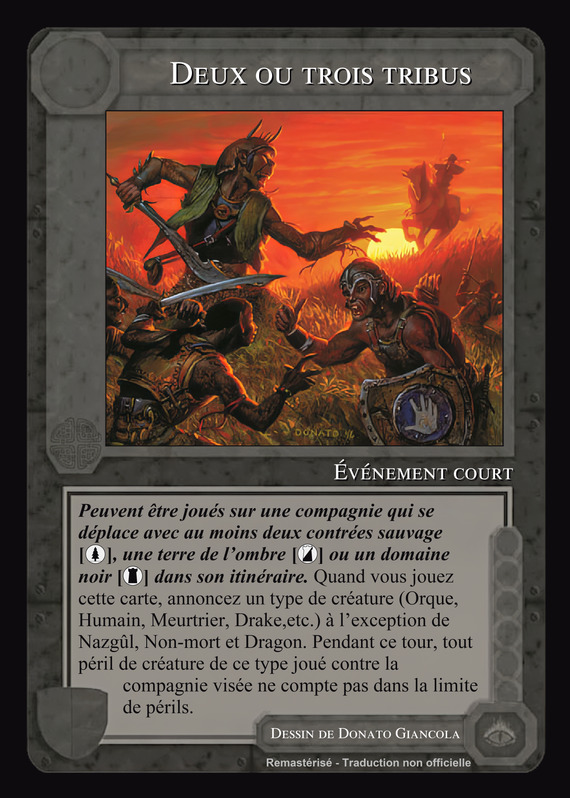 Deux ou trois tribus
DONATO 96
Événement court
Peuvent être joués sur une compagnie qui se
déplace avec au moins deux contrées sauvage
[], une terre de l'ombre [] ou un domaine
noir [] dans son itinéraire. Quand vous jouez
cette carte, annoncez un type de créature (Orque,
Humain, Meurtrier, Drake,etc.) à l'exception de
Nazgûl, Non-mort et Dragon. Pendant ce tour, tout
péril de créature de ce type joué contre la
compagnie visée ne compte pas dans la limite
de périls.
Dessin de Donato Giancola
Remastérisé - Traduction non officielle